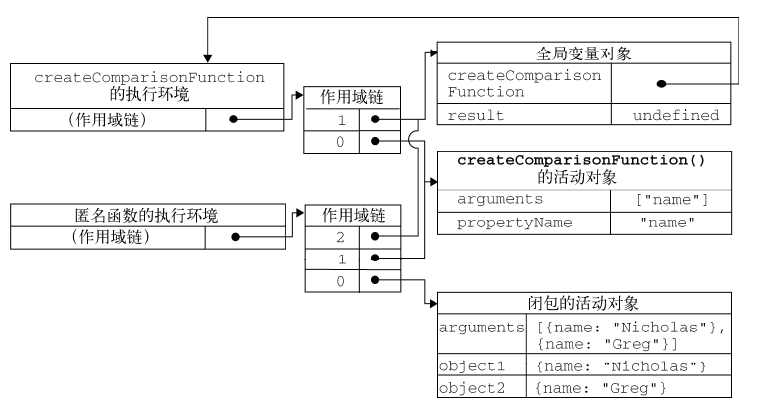 createComparisonFunction
的执行环境
(作用域链)
作用域链
1
0
全局变量对象
createComparison
Function
result undefined
createComparisonFunction()
的活动对象
arguments ["name"]
propertyName "name"
匿名函数的执行环境
(作用域链)
作用域链
2
1
0
闭包的活动对象
arguments [{name: "Nicholas"},
{name: "Greg"}]
object1 {name: "Nicholas"}
object2 {name: "Greg"}